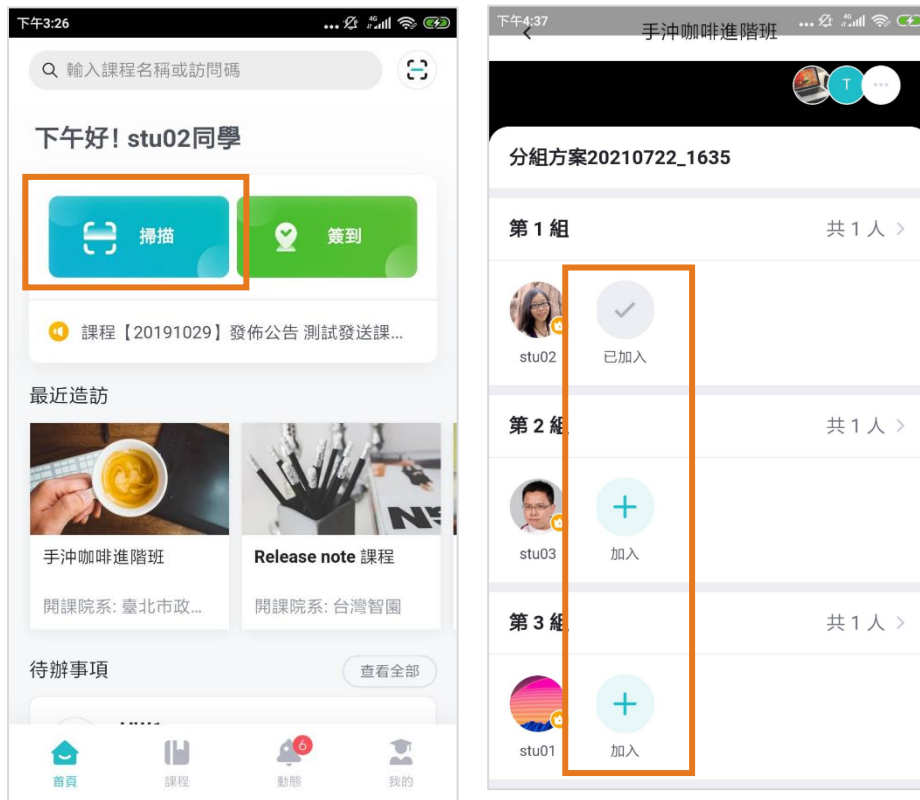 下午3:26
輸入課程名稱或訪問碼
下午好! stu02同學
掃描
簽到
課程【20191029】發佈公告 測試發送課...
最近造訪
手沖咖啡進階班
開課院系: 臺北市政...
Release note 課程
開課院系: 台灣智園
待辦事項
查看全部
首頁
課程
6
動態
我的
下午4:37
手沖咖啡進階班
T
分組方案20210722_1635
第 1 組
共 1 人
stu02
已加入
第 2 組
共 1 人
stu03
加入
第 3 組
共 1 人
stu01
加入